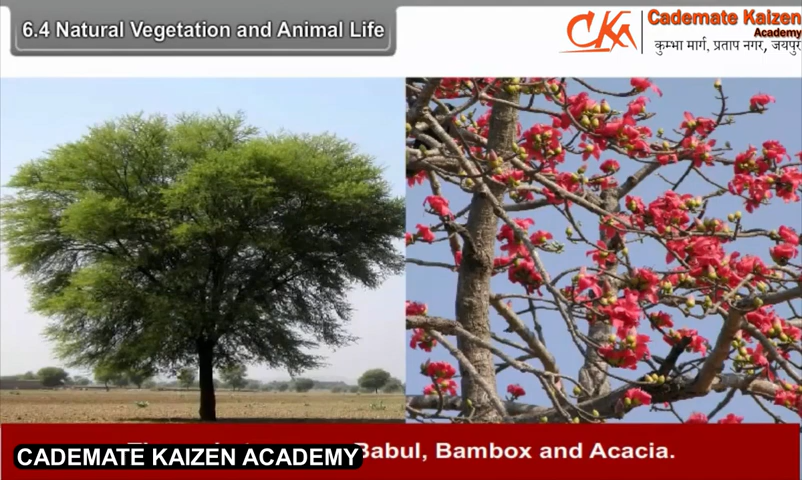 6.4 Natural Vegetation and Animal Life
CKA
Cademate Kaizen
Academy
कुम्भा मार्ग, प्रताप नगर, जयपुर
Babul, Bambox and Acacia.
CADEMATE KAIZEN ACADEMY